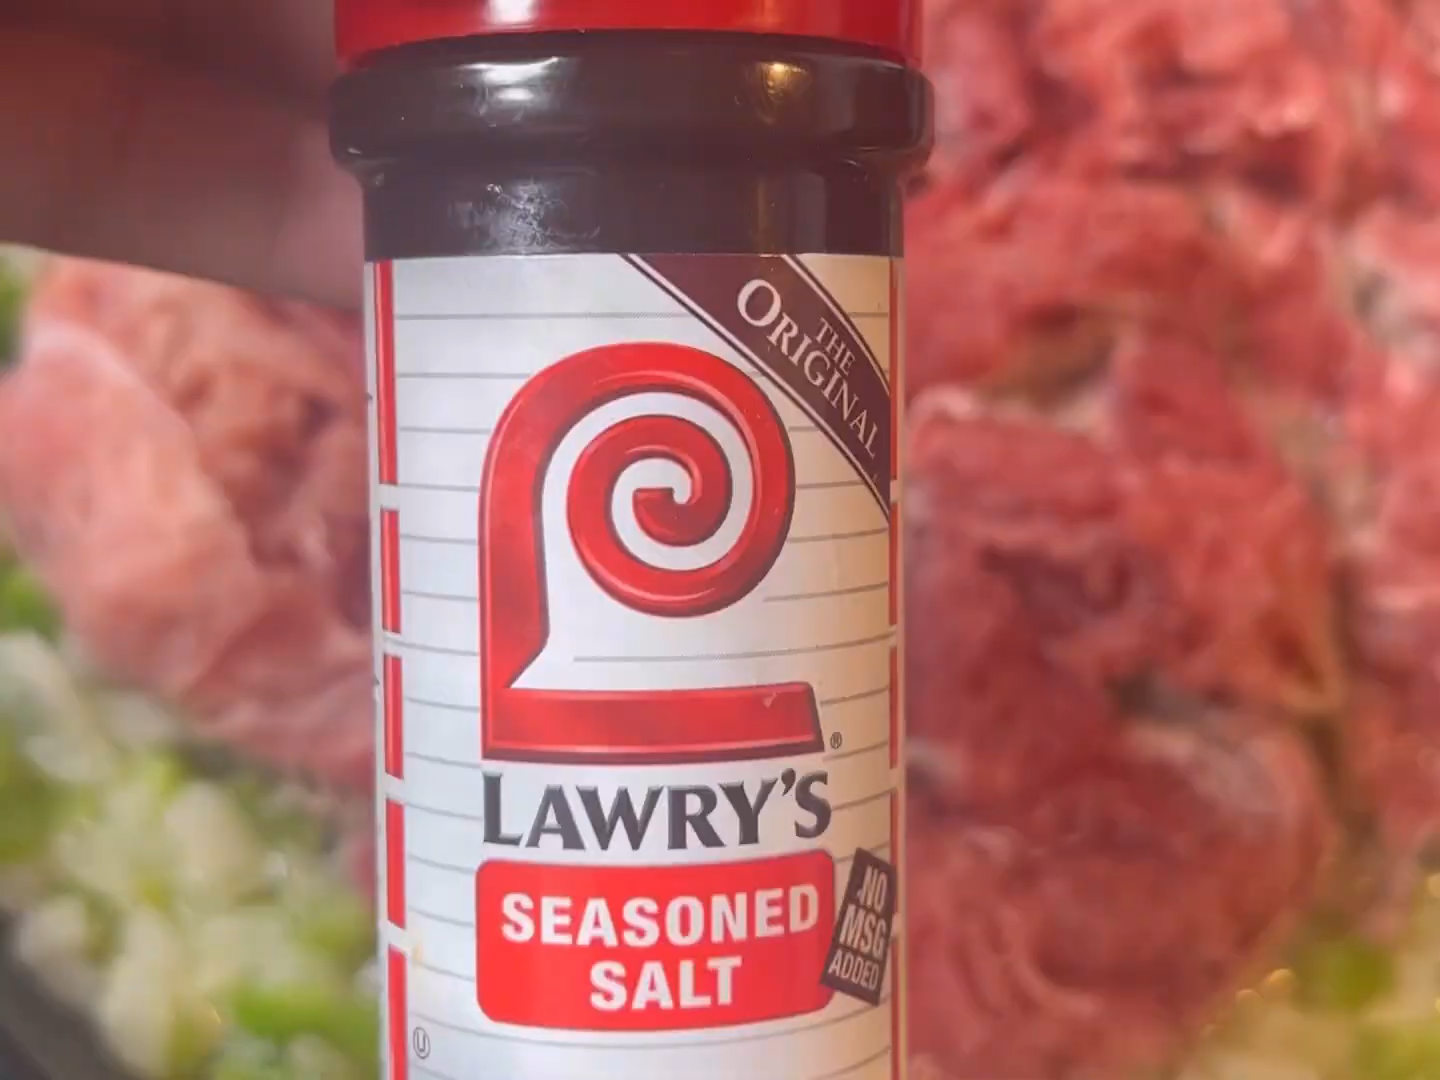 THE
ORIGINAL
®
LAWRY'S
SEASONED
SALT
NO
MSG
ADDED
U